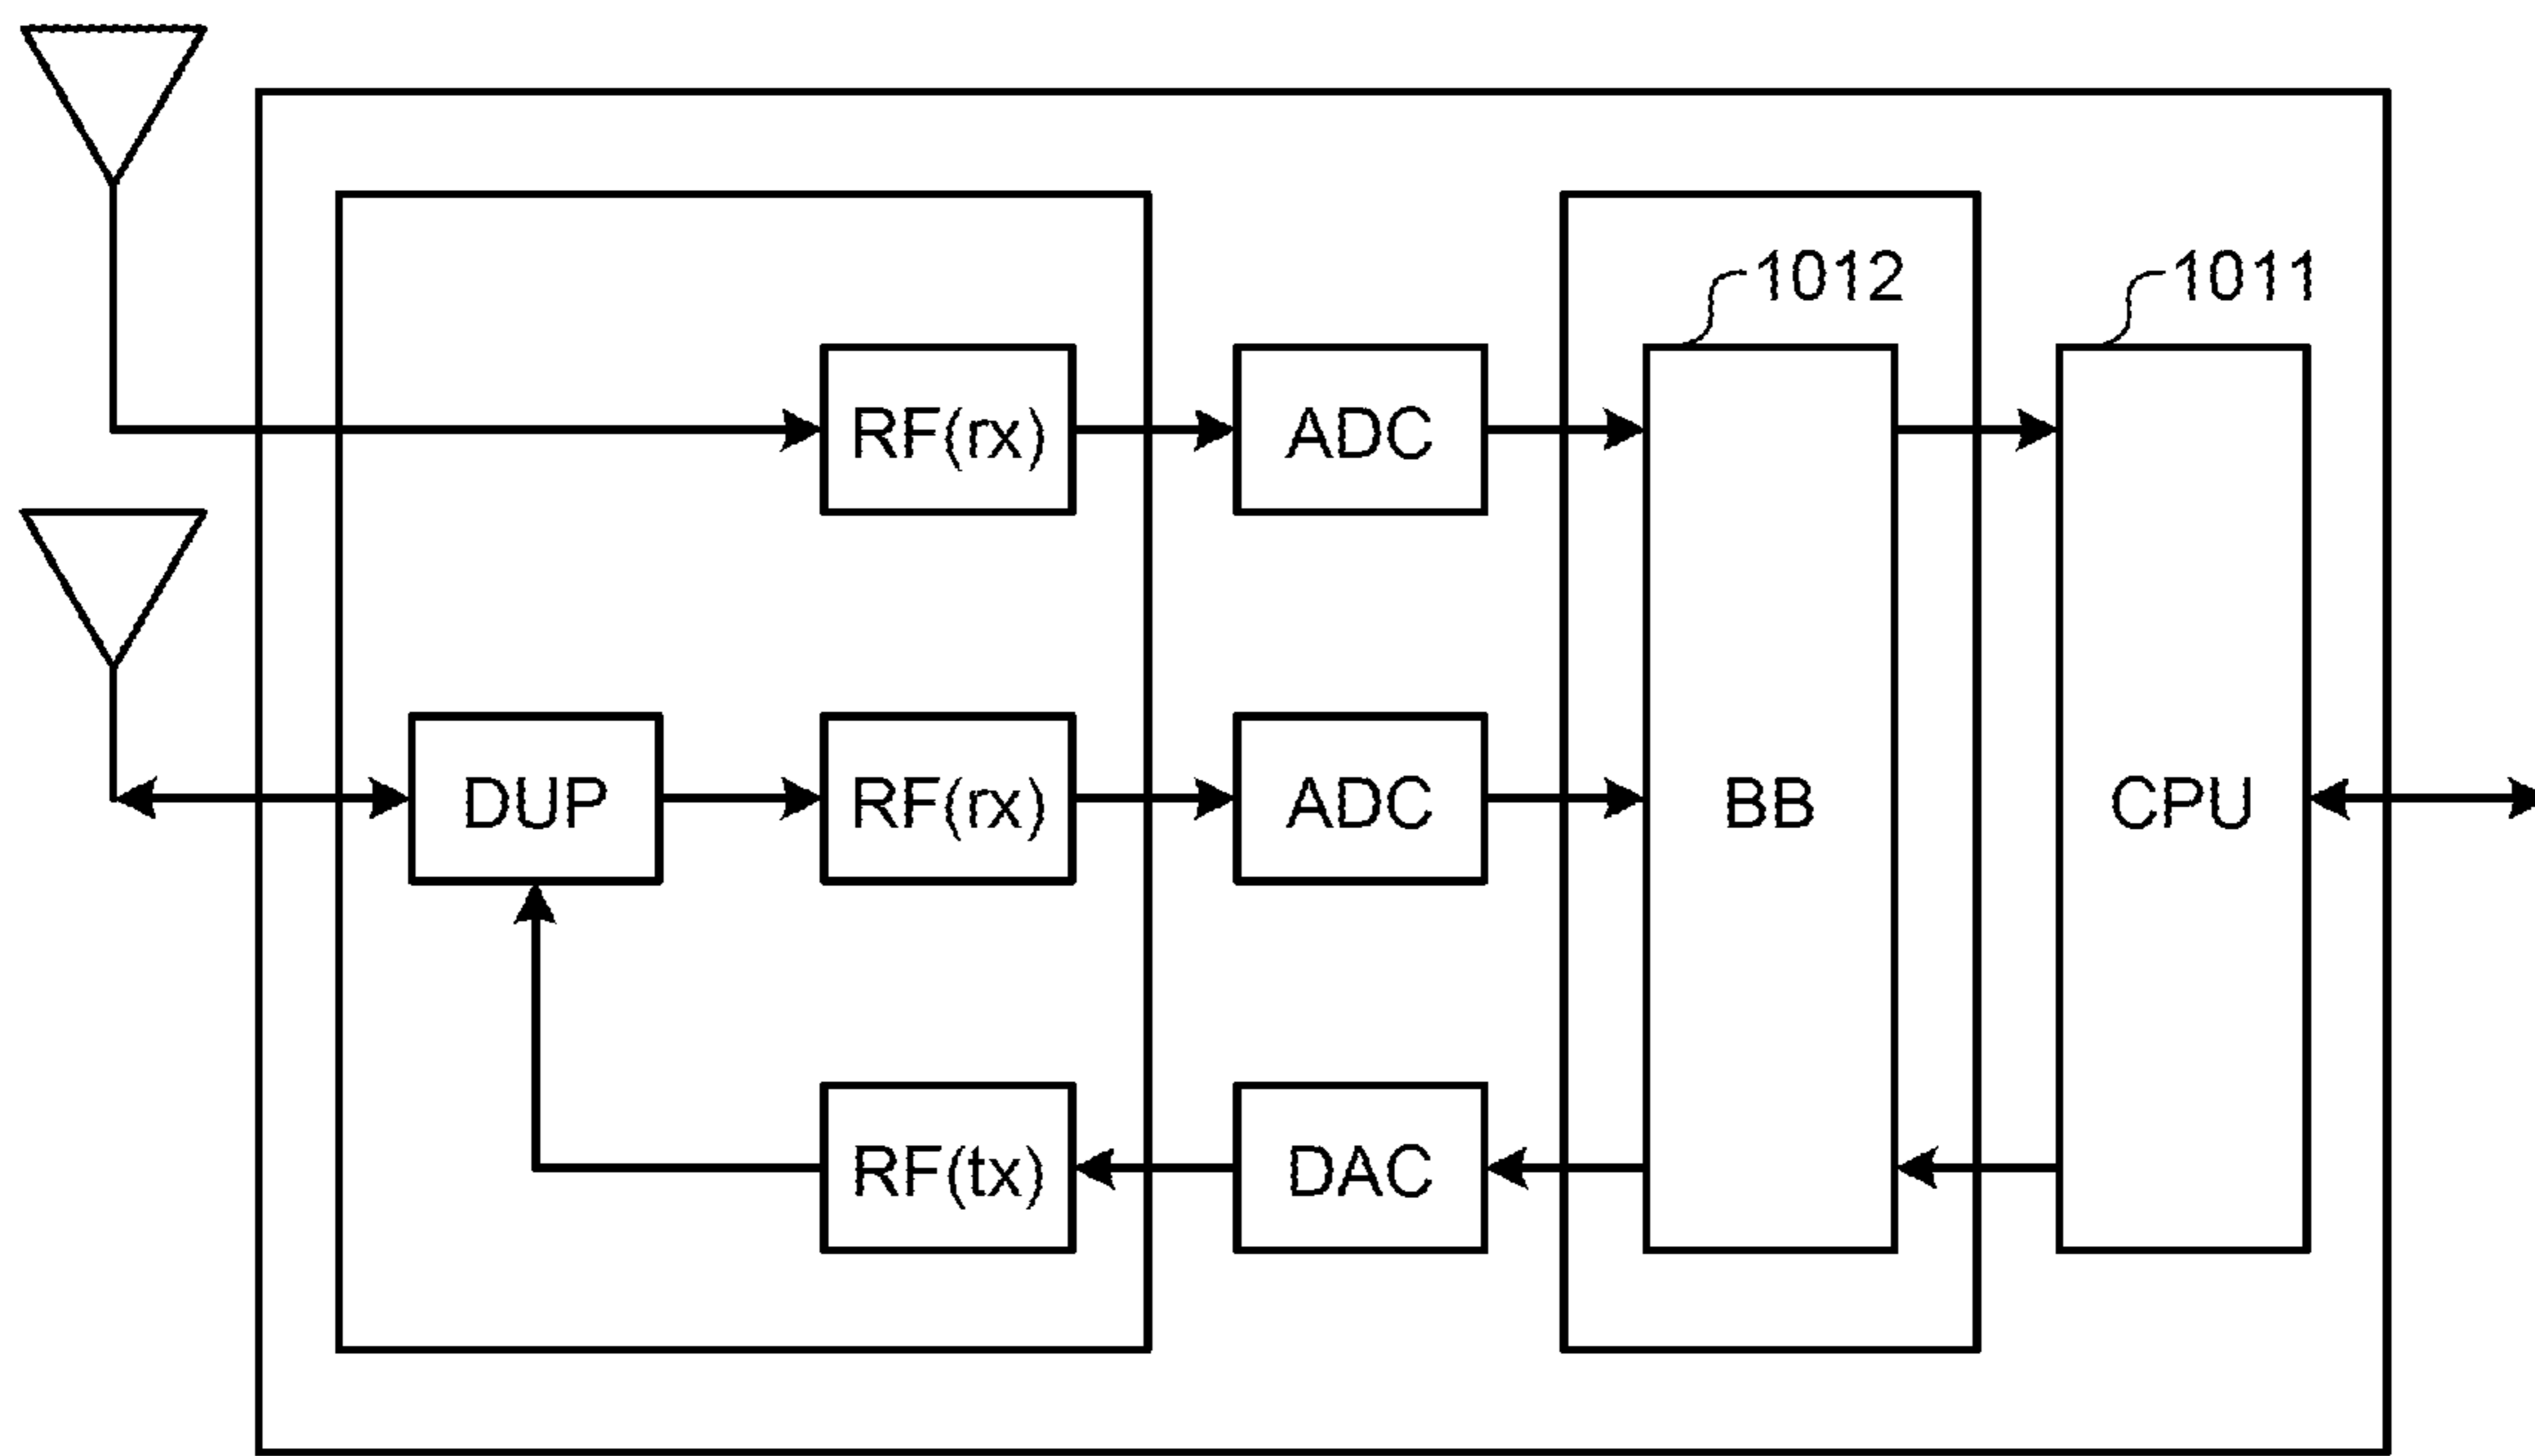 1012
1011
RF(rx)
ADC
DUP
RF(rx)
ADC
BB
CPU
RF(tx)
DAC